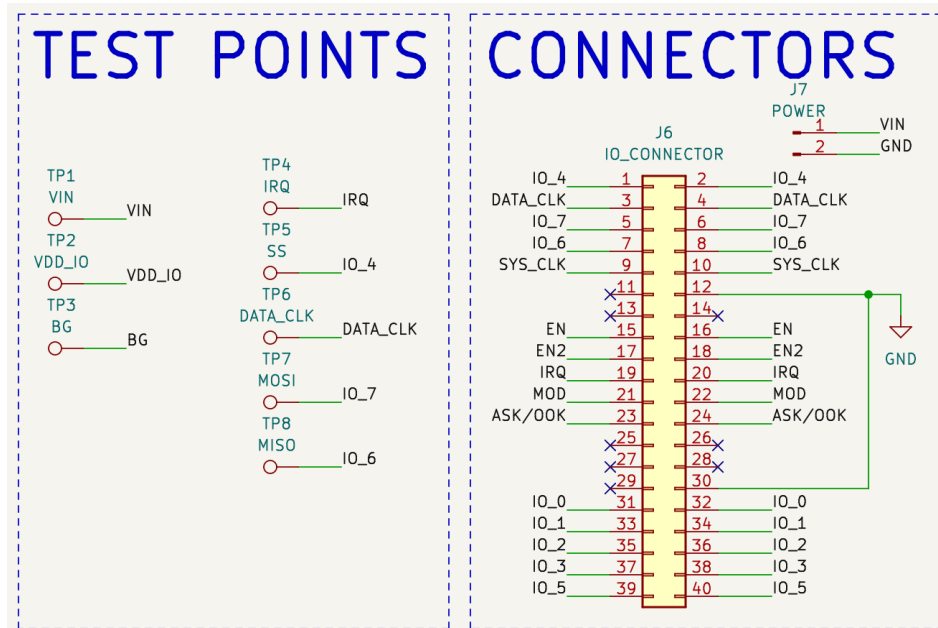 TEST POINTS
TP1
VIN
VIN
TP2
VDD_IO
VDD_IO
TP3
BG
BG
TP4
IRQ
IRQ
TP5
SS
IO_4
TP6
DATA_CLK
DATA_CLK
TP7
MOSI
IO_7
TP8
MISO
IO_6
CONNECTORS
J7
POWER
1 VIN
2 GND
J6
IO_CONNECTOR
IO_4 1 2 IO_4
DATA_CLK 3 4 DATA_CLK
IO_7 5 6 IO_7
IO_6 7 8 IO_6
SYS_CLK 9 10 SYS_CLK
11 12
13 14
EN 15 16 EN
GND
EN2 17 18 EN2
IRQ 19 20 IRQ
MOD 21 22 MOD
ASK/OOK 23 24 ASK/OOK
25 26
27 28
29 30
IO_0 31 32 IO_0
IO_1 33 34 IO_1
IO_2 35 36 IO_2
IO_3 37 38 IO_3
IO_5 39 40 IO_5